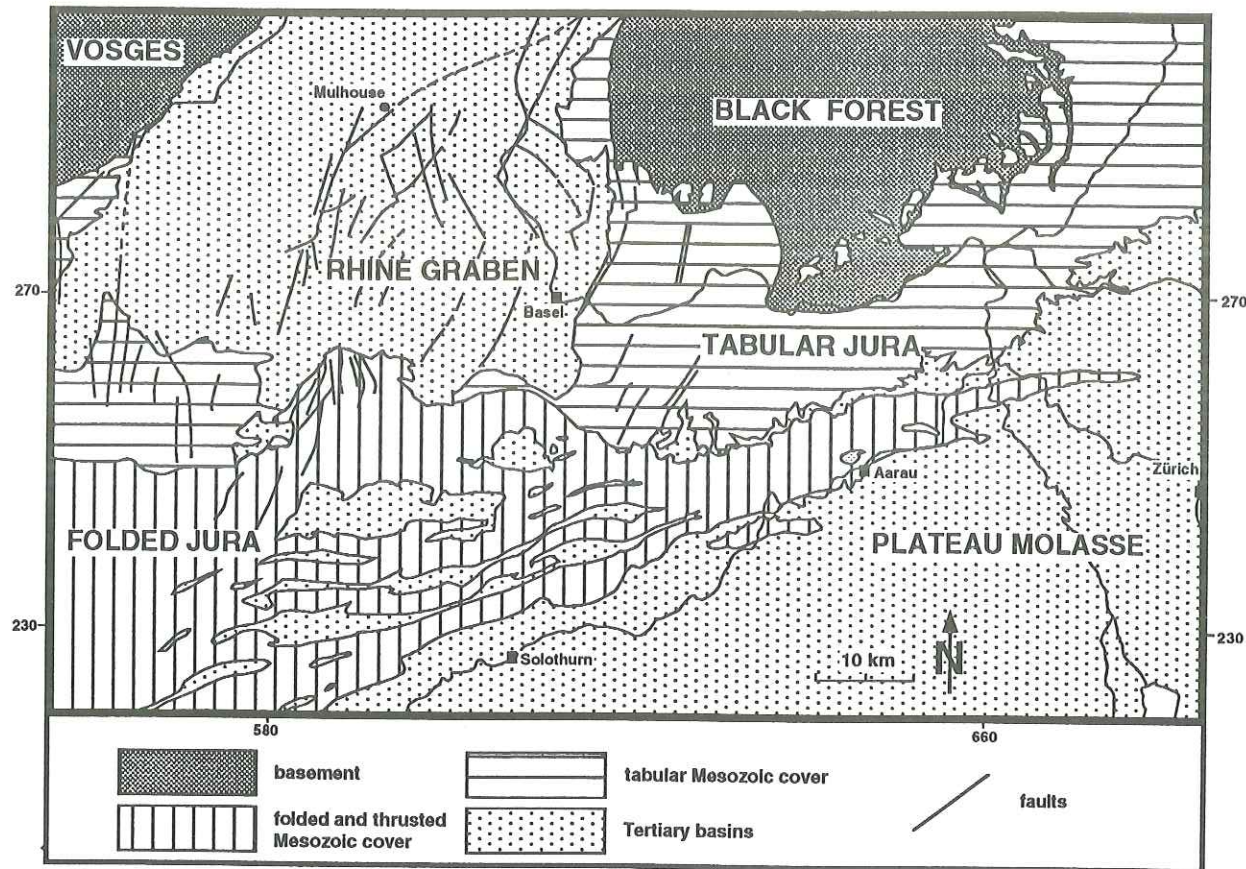 VOSGES
Mulhouse
BLACK FOREST
RHINE GRABEN
270
270
Basel
TABULAR JURA
Aarau
Zürich
FOLDED JURA
PLATEAU MOLASSE
230
230
N
Solothurn
10 km
580
660
basement
tabular Mesozoic cover
faults
folded and thrusted
Mesozoic cover
Tertiary basins